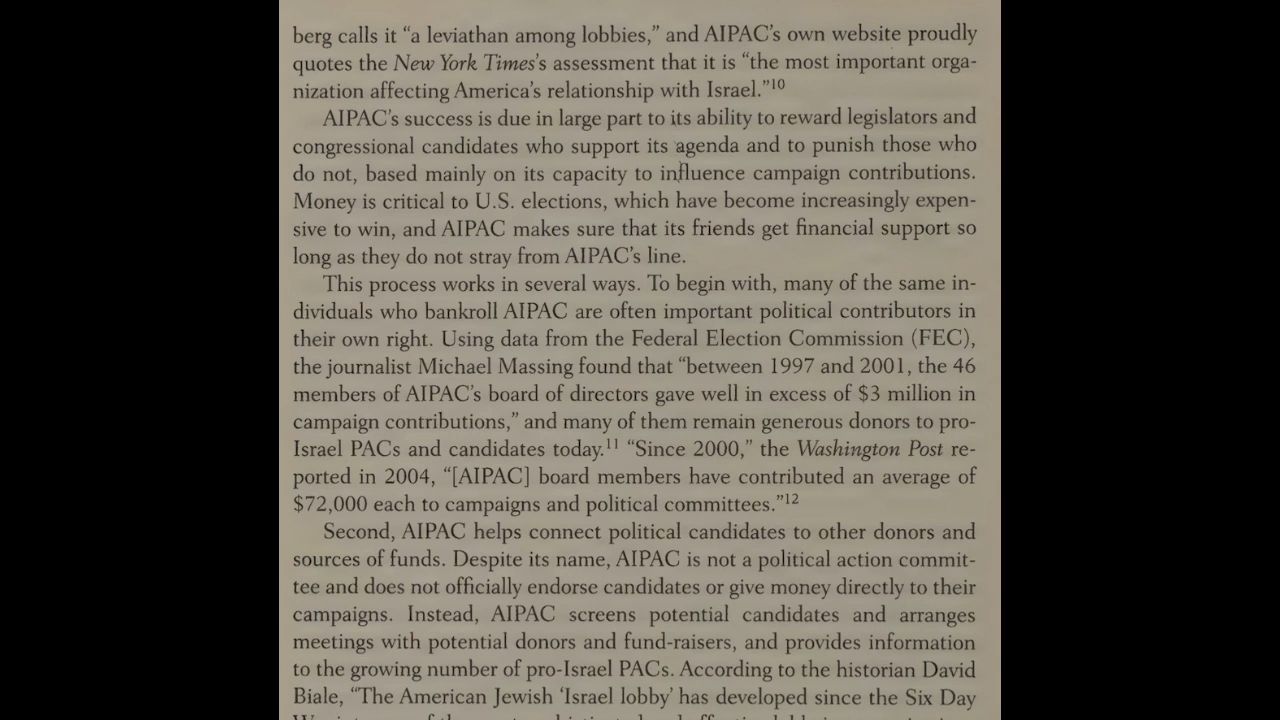 berg calls it “a leviathan among lobbies,” and AIPAC’s own website proudly
quotes the New York Times’s assessment that it is “the most important orga-
nization affecting America’s relationship with Israel.”10
AIPAC’s success is due in large part to its ability to reward legislators and
congressional candidates who support its agenda and to punish those who
do not, based mainly on its capacity to influence campaign contributions.
Money is critical to U.S. elections, which have become increasingly expen-
sive to win, and AIPAC makes sure that its friends get financial support so
long as they do not stray from AIPAC’s line.
This process works in several ways. To begin with, many of the same in-
dividuals who bankroll AIPAC are often important political contributors in
their own right. Using data from the Federal Election Commission (FEC),
the journalist Michael Massing found that “between 1997 and 2001, the 46
members of AIPAC’s board of directors gave well in excess of $3 million in
campaign contributions,” and many of them remain generous donors to pro-
Israel PACs and candidates today.11 “Since 2000,” the Washington Post re-
ported in 2004, “[AIPAC] board members have contributed an average of
$72,000 each to campaigns and political committees.”12
Second, AIPAC helps connect political candidates to other donors and
sources of funds. Despite its name, AIPAC is not a political action commit-
tee and does not officially endorse candidates or give money directly to their
campaigns. Instead, AIPAC screens potential candidates and arranges
meetings with potential donors and fund-raisers, and provides information
to the growing number of pro-Israel PACs. According to the historian David
Biale, “The American Jewish ‘Israel lobby’ has developed since the Six Day